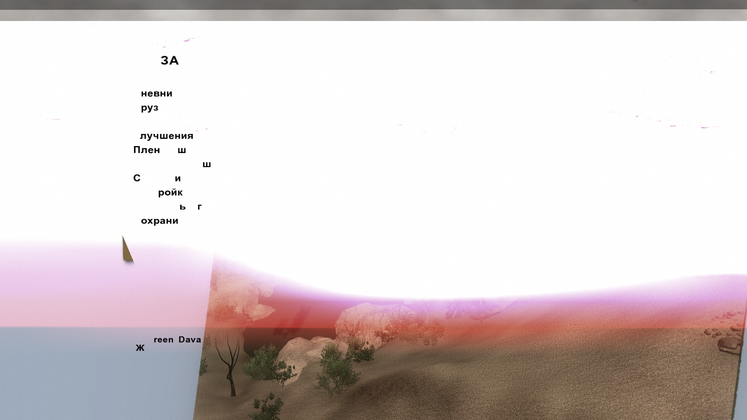 ЗА
невни
руз
лучшения
Плен ш
ш
С и
ройк
ь г
охрани
reen Dava
Ж